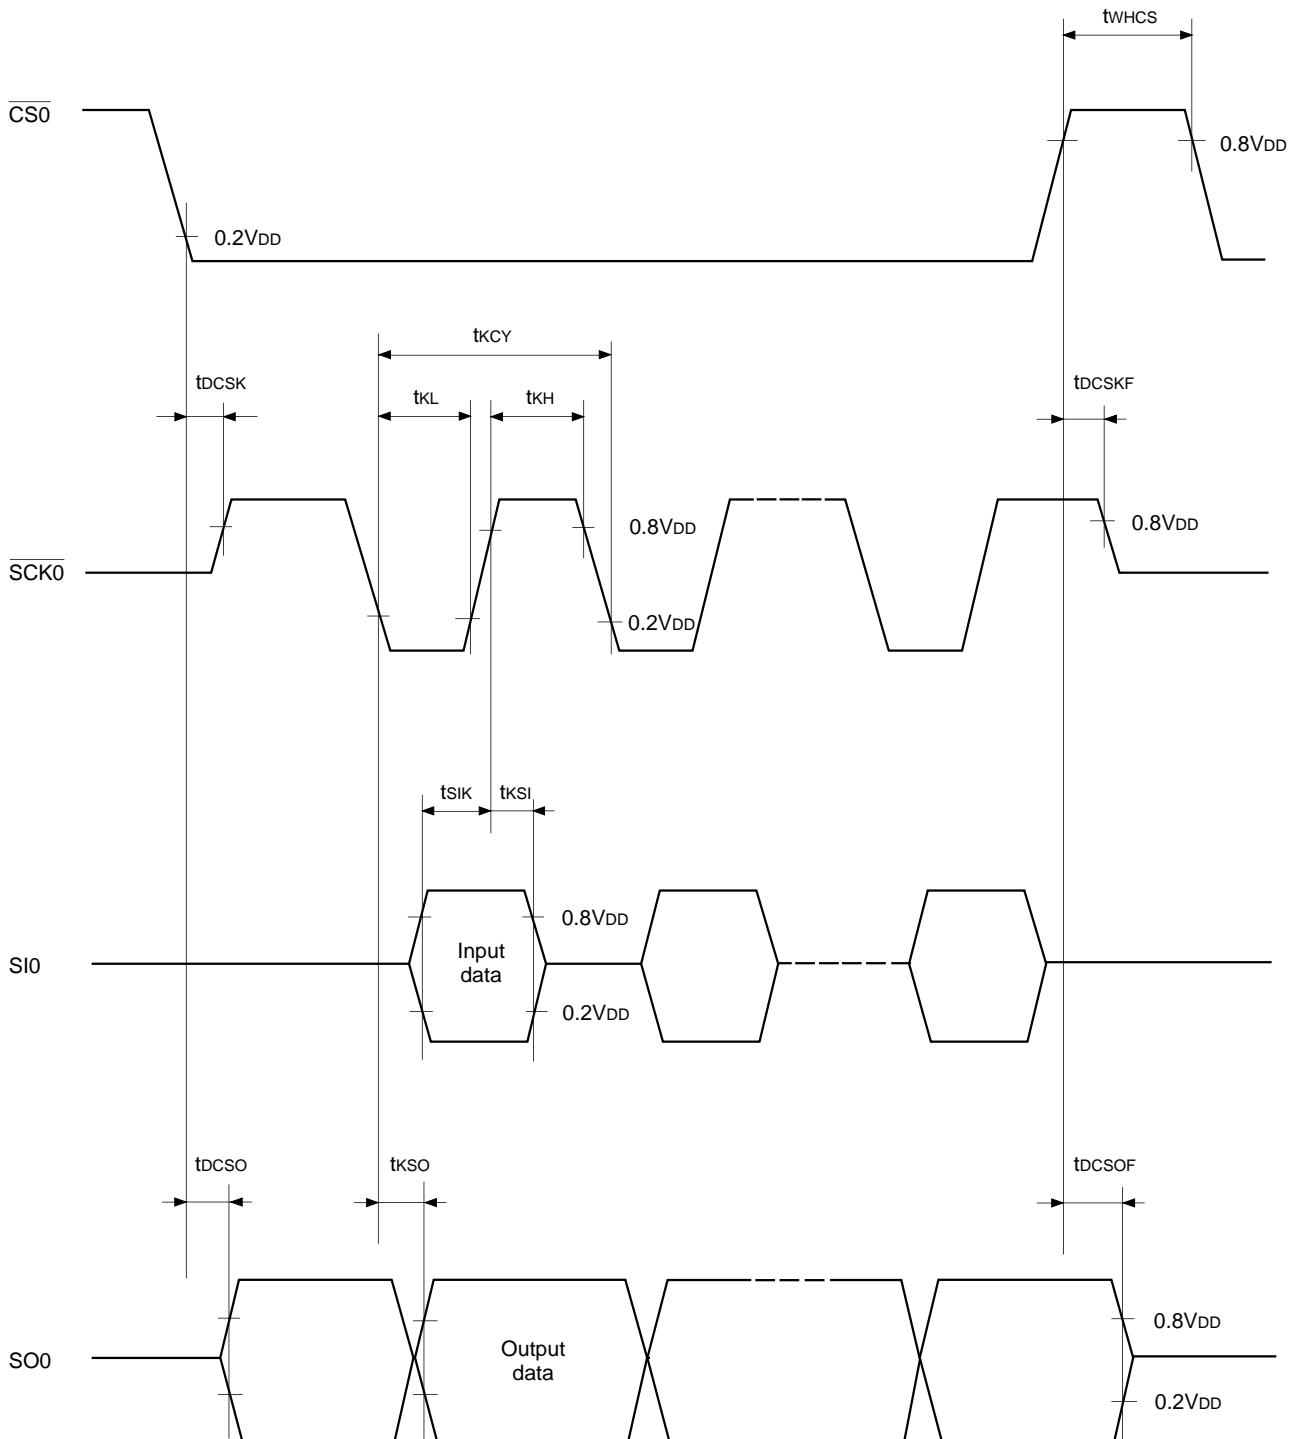 tWHCS
CS0
0.8VDD
0.2VDD
tKCY
tDCSK
tKL
tKH
tDCSKF
0.8VDD
0.8VDD
SCK0
0.2VDD
tSIK
tKSI
0.8VDD
Input
data
SI0
0.2VDD
tDCSO
tKSO
tDCSOF
0.8VDD
Output
data
SO0
0.2VDD